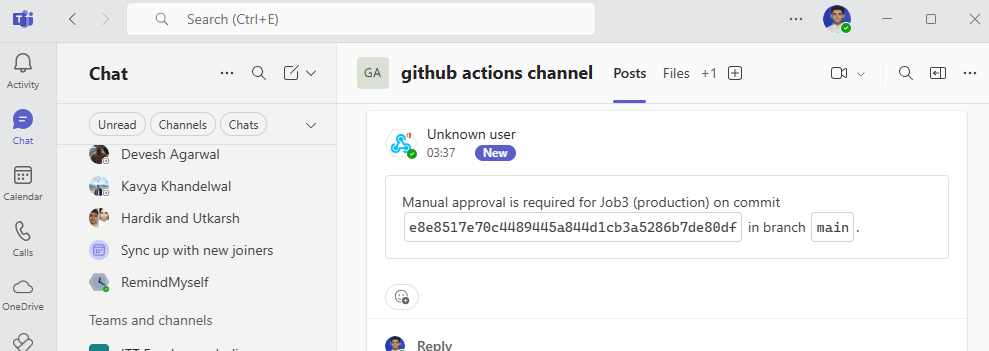 Search (Ctrl+E)
Activity
Chat
Calendar
Calls
OneDrive
Chat
Unread
Channels
Chats
Devesh Agarwal
Kavya Khandelwal
Hardik and Utkarsh
Sync up with new joiners
RemindMyself
Teams and channels
GA
github actions channel
Posts
Files
+1
Unknown user
03:37
New
Manual approval is required for Job3 (production) on commit
e8e8517e70c4489445a844d1cb3a5286b7de80df in branch main.
Reply